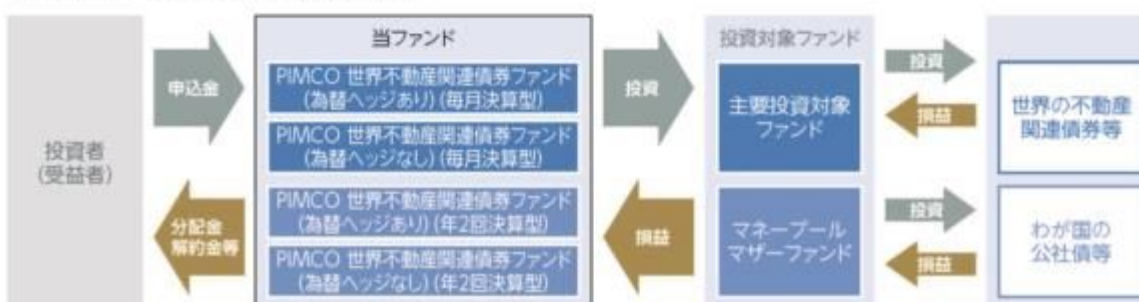 投資者
(受益者)
申込金
分配金
解約金等
当ファンド
PIMCO 世界不動産関連債券ファンド
(為替ヘッジあり) (毎月決算型)
PIMCO 世界不動産関連債券ファンド
(為替ヘッジなし) (毎月決算型)
PIMCO 世界不動産関連債券ファンド
(為替ヘッジあり) (年2回決算型)
PIMCO 世界不動産関連債券ファンド
(為替ヘッジなし) (年2回決算型)
投資
損益
投資対象ファンド
主要投資対象
ファンド
マネープール
マザーファンド
投資
損益
投資
損益
世界の不動産
関連債券等
わが国の
公社債等